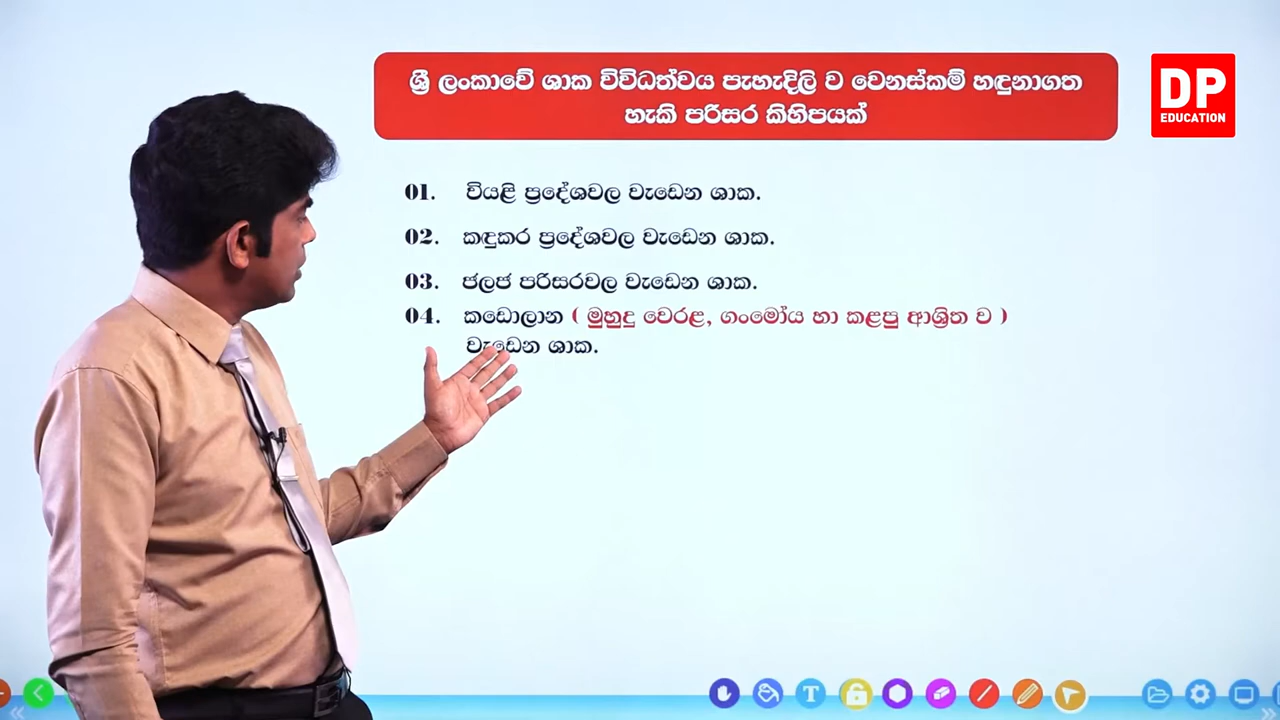 ශ්‍රී ලංකාවේ ශාක විවිධත්වය පැහැදිලි ව වෙනස්කම් හඳුනාගත
හැකි පරිසර කිහිපයක්
DP
EDUCATION
01. වියළි ප්‍රදේශවල වැඩෙන ශාක.
02. කඳුකර ප්‍රදේශවල වැඩෙන ශාක.
03. ජලජ පරිසරවල වැඩෙන ශාක.
04. කඩොලාන ( මුහුදු වෙරළ, ගංමෝය හා කළපු ආශ්‍රිත ව )
වැඩෙන ශාක.
T